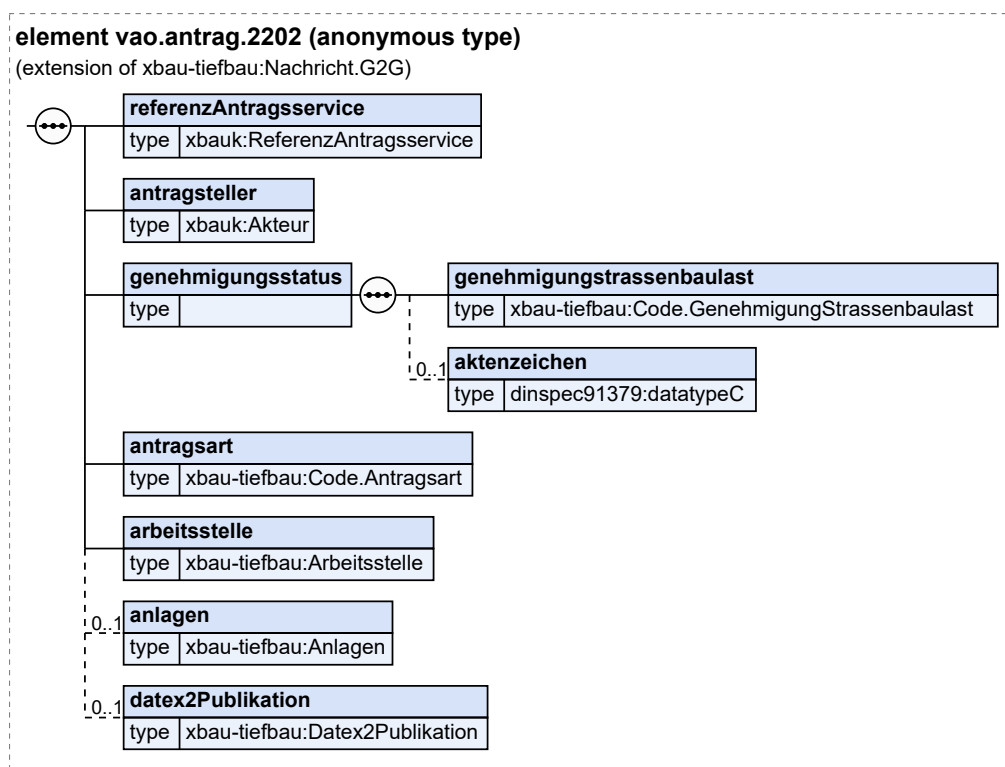 element vao.antrag.2202 (anonymous type)
(extension of xbau-tiefbau:Nachricht.G2G)
referenzAntragsservice
type xbauk:ReferenzAntragsservice
antragsteller
type xbauk:Akteur
genehmigungsstatus
type
genehmigungstrassenbaulast
type xbau-tiefbau:Code.GenehmigungStrassenbaulast
0..1
aktenzeichen
type dinspec91379:datatypeC
antragsart
type xbau-tiefbau:Code.Antragsart
arbeitsstelle
type xbau-tiefbau:Arbeitsstelle
0..1
anlagen
type xbau-tiefbau:Anlagen
0..1
datex2Publikation
type xbau-tiefbau:Datex2Publikation